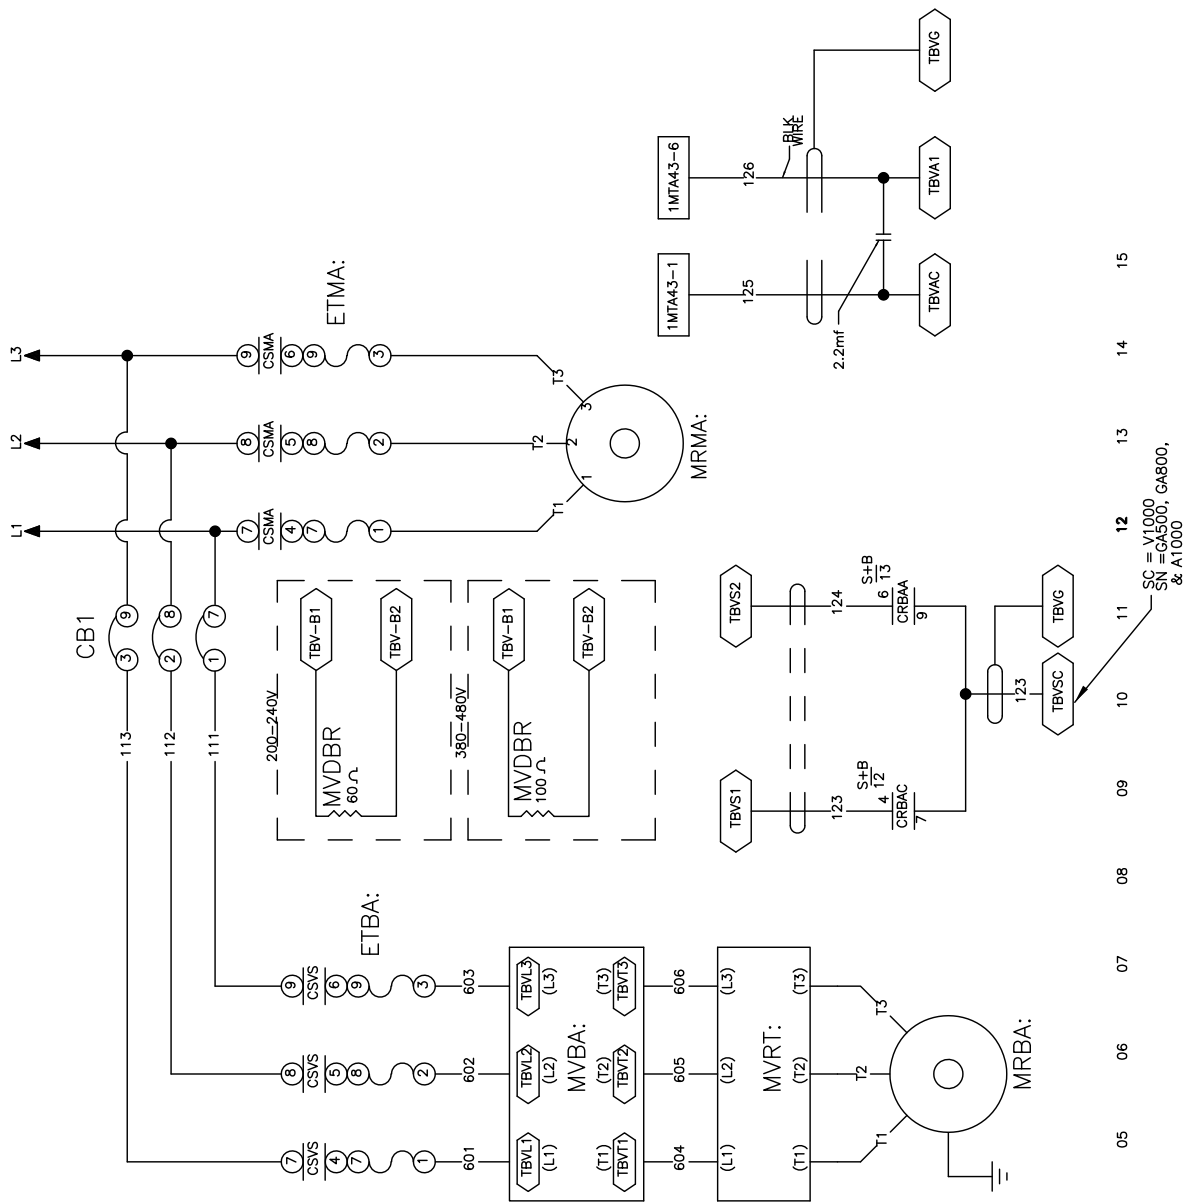 L1
L2
L3
CB1
3
9
2
8
1
7
113
112
111
9
8
7
CSMA
CSMA
CSMA
6
5
4
9
8
7
3
2
1
ETMA:
T3
T2
T1
3
2
1
MRMA:
200-240V
MVDBR
60Ω
TBV-B1
TBV-B2
380-480V
MVDBR
100Ω
TBV-B1
TBV-B2
ETBA:
7
8
9
CSVS
CSVS
CSVS
4
5
6
7
8
9
1
2
3
601
602
603
TBVL1
TBVL2
TBVL3
(L1)
(L2)
(L3)
MVBA:
(T1)
(T2)
(T3)
TBVT1
TBVT2
TBVT3
604
605
606
(L1)
(L2)
(L3)
MVRT:
(T1)
(T2)
(T3)
T1
T2
T3
MRBA:
TBVS1
TBVS2
123
124
S+B
12
4
CRBAC
7
S+B
13
6
CRBAA
9
123
TBVSC
TBVG
SC = V1000
SN =GA500, GA800,
& A1000
1MTA43-1
1MTA43-6
125
126
BLK
WIRE
2.2mf
TBVAC
TBVA1
TBVG
05
06
07
08
09
10
11
12
13
14
15